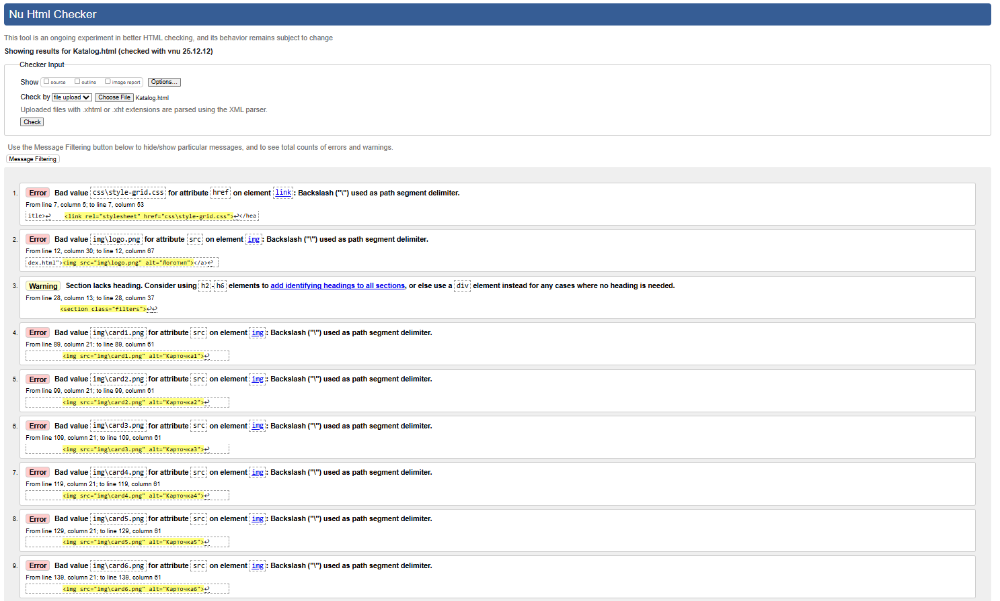 Nu Html Checker
This tool is an ongoing experiment in better HTML checking, and its behavior remains subject to change
Showing results for Katalog.html (checked with vnu 25.12.12)
Checker Input
Show source outline image report Options...
Check by file upload Choose File Katalog.html
Uploaded files with .xhtml or .xht extensions are parsed using the XML parser.
Check
Use the Message Filtering button below to hide/show particular messages, and to see total counts of errors and warnings.
Message Filtering
1. Error Bad value css\style-grid.css for attribute href on element link: Backslash ("\") used as path segment delimiter.
From line 7, column 5; to line 7, column 53
itle>↩ <link rel="stylesheet" href="css\style-grid.css">↩</hea
2. Error Bad value img\logo.png for attribute src on element img: Backslash ("\") used as path segment delimiter.
From line 12, column 30; to line 12, column 67
dex.html"><img src="img\logo.png" alt="Логотип"></a>↩
3. Warning Section lacks heading. Consider using h2-h6 elements to add identifying headings to all sections, or else use a div element instead for any cases where no heading is needed.
From line 28, column 13; to line 28, column 37
<section class="filters">↩↩
4. Error Bad value img\card1.png for attribute src on element img: Backslash ("\") used as path segment delimiter.
From line 89, column 21; to line 89, column 61
<img src="img\card1.png" alt="Карточка1">↩
5. Error Bad value img\card2.png for attribute src on element img: Backslash ("\") used as path segment delimiter.
From line 99, column 21; to line 99, column 61
<img src="img\card2.png" alt="Карточка2">↩
6. Error Bad value img\card3.png for attribute src on element img: Backslash ("\") used as path segment delimiter.
From line 109, column 21; to line 109, column 61
<img src="img\card3.png" alt="Карточка3">↩
7. Error Bad value img\card4.png for attribute src on element img: Backslash ("\") used as path segment delimiter.
From line 119, column 21; to line 119, column 61
<img src="img\card4.png" alt="Карточка4">↩
8. Error Bad value img\card5.png for attribute src on element img: Backslash ("\") used as path segment delimiter.
From line 129, column 21; to line 129, column 61
<img src="img\card5.png" alt="Карточка5">↩
9. Error Bad value img\card6.png for attribute src on element img: Backslash ("\") used as path segment delimiter.
From line 139, column 21; to line 139, column 61
<img src="img\card6.png" alt="Карточка6">↩